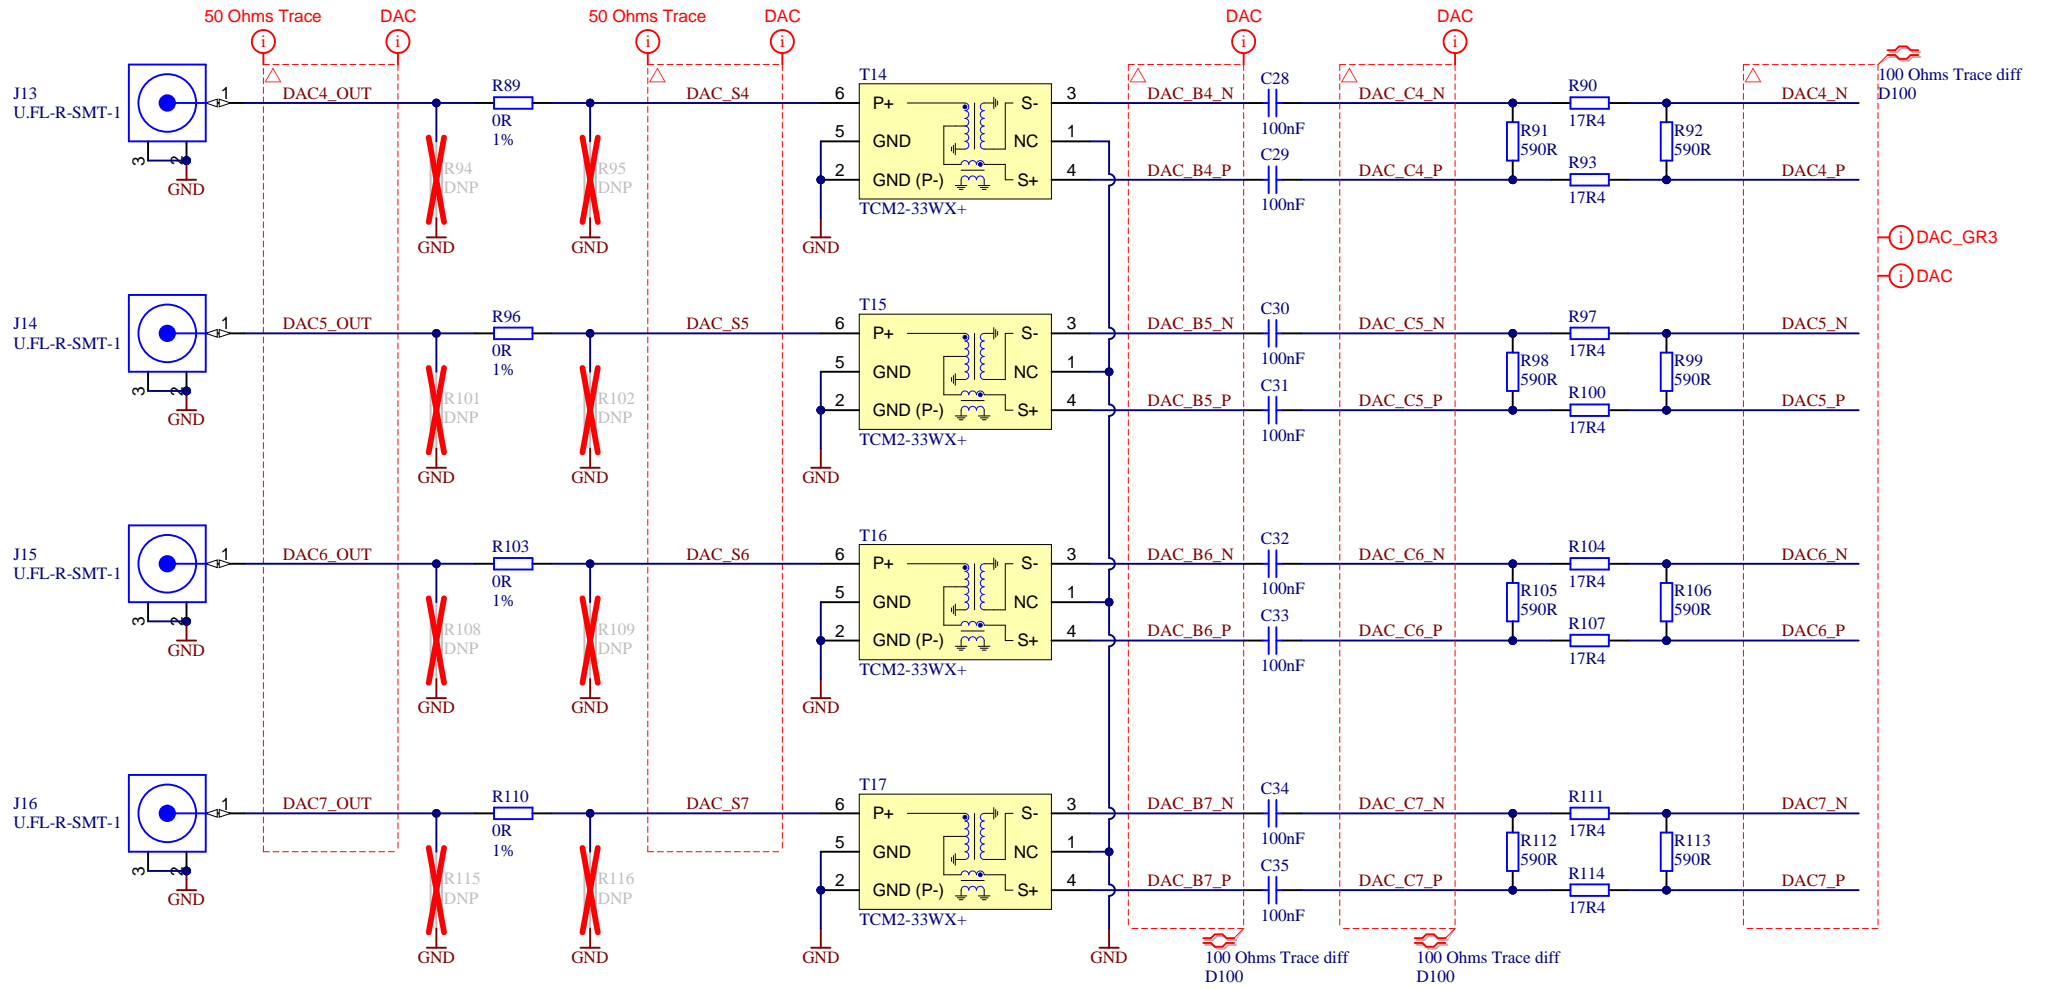 50 Ohms Trace DAC 50 Ohms Trace DAC DAC DAC
i i i i i i
100 Ohms Trace diff
D100
J13
U.FL-R-SMT-1
1
3
2
GND
DAC4_OUT
R89
0R
1%
R94
DNP
GND
R95
DNP
GND
DAC_S4
T14
6 P+ S- 3
5 GND NC 1
2 GND (P-) S+ 4
TCM2-33WX+
GND
DAC_B4_N
C28
100nF
DAC_C4_N
R90
17R4
DAC4_N
R91
590R
R92
590R
DAC_B4_P
C29
100nF
DAC_C4_P
R93
17R4
DAC4_P
i DAC_GR3
i DAC
J14
U.FL-R-SMT-1
1
3
2
GND
DAC5_OUT
R96
0R
1%
R101
DNP
GND
R102
DNP
GND
DAC_S5
T15
6 P+ S- 3
5 GND NC 1
2 GND (P-) S+ 4
TCM2-33WX+
GND
DAC_B5_N
C30
100nF
DAC_C5_N
R97
17R4
DAC5_N
R98
590R
R99
590R
DAC_B5_P
C31
100nF
DAC_C5_P
R100
17R4
DAC5_P
J15
U.FL-R-SMT-1
1
3
2
GND
DAC6_OUT
R103
0R
1%
R108
DNP
GND
R109
DNP
GND
DAC_S6
T16
6 P+ S- 3
5 GND NC 1
2 GND (P-) S+ 4
TCM2-33WX+
GND
DAC_B6_N
C32
100nF
DAC_C6_N
R104
17R4
DAC6_N
R105
590R
R106
590R
DAC_B6_P
C33
100nF
DAC_C6_P
R107
17R4
DAC6_P
J16
U.FL-R-SMT-1
1
3
2
GND
DAC7_OUT
R110
0R
1%
R115
DNP
GND
R116
DNP
GND
DAC_S7
T17
6 P+ S- 3
5 GND NC 1
2 GND (P-) S+ 4
TCM2-33WX+
GND
GND
DAC_B7_N
C34
100nF
DAC_C7_N
R111
17R4
DAC7_N
R112
590R
R113
590R
DAC_B7_P
C35
100nF
DAC_C7_P
R114
17R4
DAC7_P
100 Ohms Trace diff
D100
100 Ohms Trace diff
D100